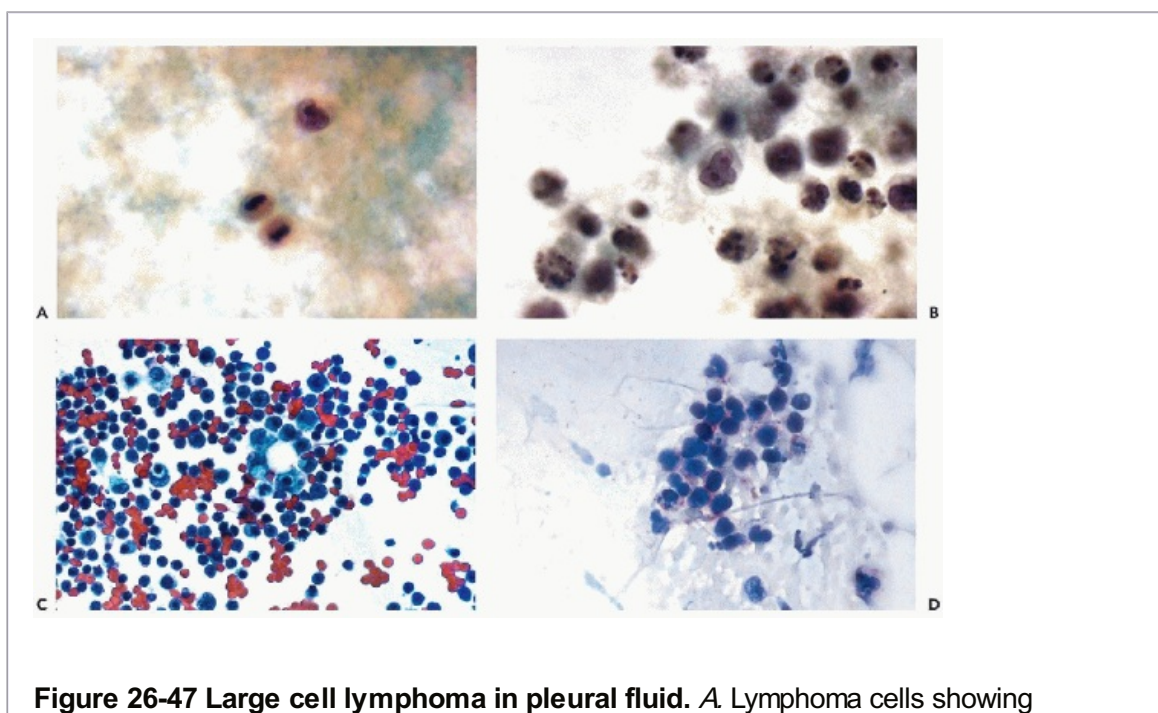 A
B
C
D
Figure 26-47 Large cell lymphoma in pleural fluid. A. Lymphoma cells showing